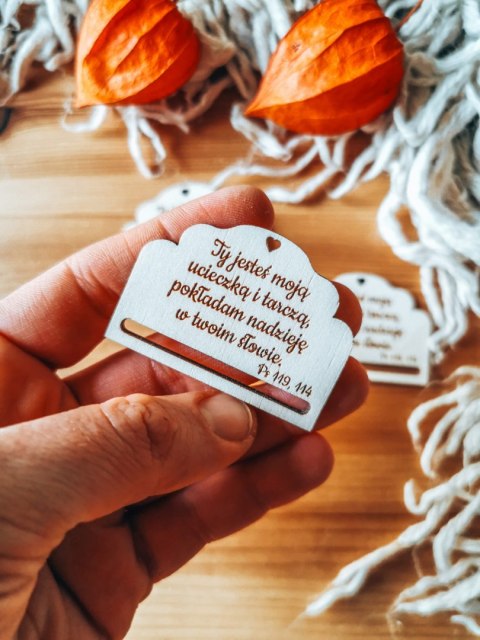 Ty jesteś moją
ucieczką i tarczą,
pokładam nadzieję
w twoim słowie.
Ps 119, 114